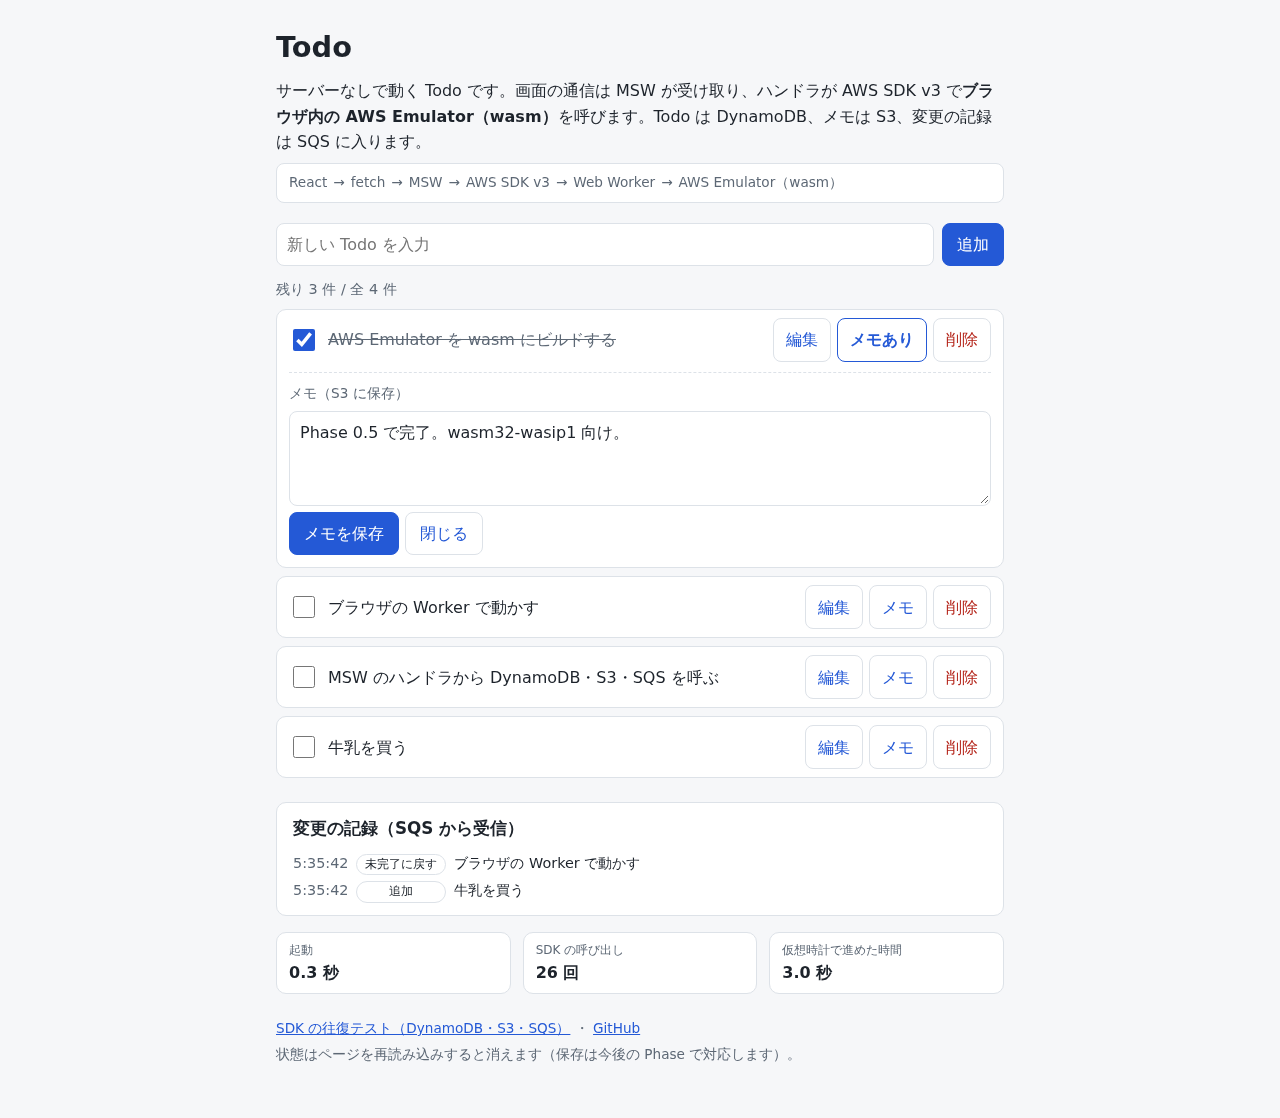 Todo
サーバーなしで動く Todo です。画面の通信は MSW が受け取り、ハンドラが AWS SDK v3 でブラ
ウザ内の AWS Emulator（wasm）を呼びます。Todo は DynamoDB、メモは S3、変更の記録
は SQS に入ります。
React → fetch → MSW → AWS SDK v3 → Web Worker → AWS Emulator（wasm）
新しい Todo を入力 追加
残り 3 件 / 全 4 件
AWS Emulator を wasm にビルドする 編集 メモあり 削除
メモ（S3 に保存）
Phase 0.5 で完了。wasm32-wasip1 向け。
メモを保存 閉じる
ブラウザの Worker で動かす 編集 メモ 削除
MSW のハンドラから DynamoDB・S3・SQS を呼ぶ 編集 メモ 削除
牛乳を買う 編集 メモ 削除
変更の記録（SQS から受信）
5:35:42 未完了に戻す ブラウザの Worker で動かす
5:35:42 追加 牛乳を買う
起動 SDK の呼び出し 仮想時計で進めた時間
0.3 秒 26 回 3.0 秒
SDK の往復テスト（DynamoDB・S3・SQS） · GitHub
状態はページを再読み込みすると消えます（保存は今後の Phase で対応します）。